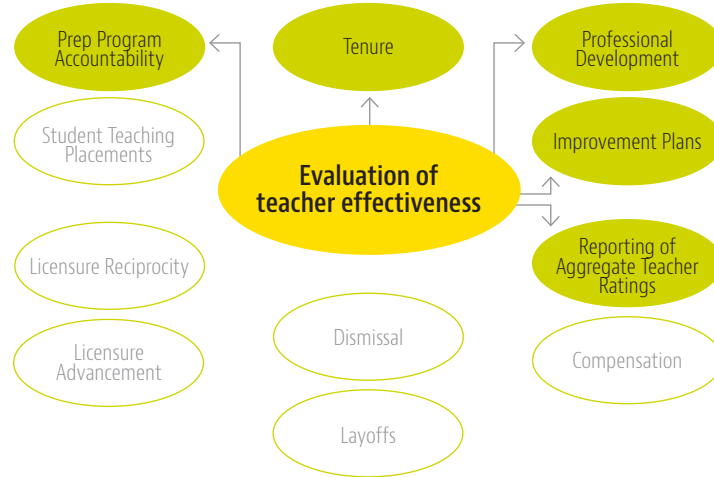 Prep Program
Accountability
Tenure
Professional
Development
Student Teaching
Placements
Improvement Plans
Evaluation of
teacher effectiveness
Licensure Reciprocity
Reporting of
Aggregate Teacher
Ratings
Licensure
Advancement
Dismissal
Compensation
Layoffs